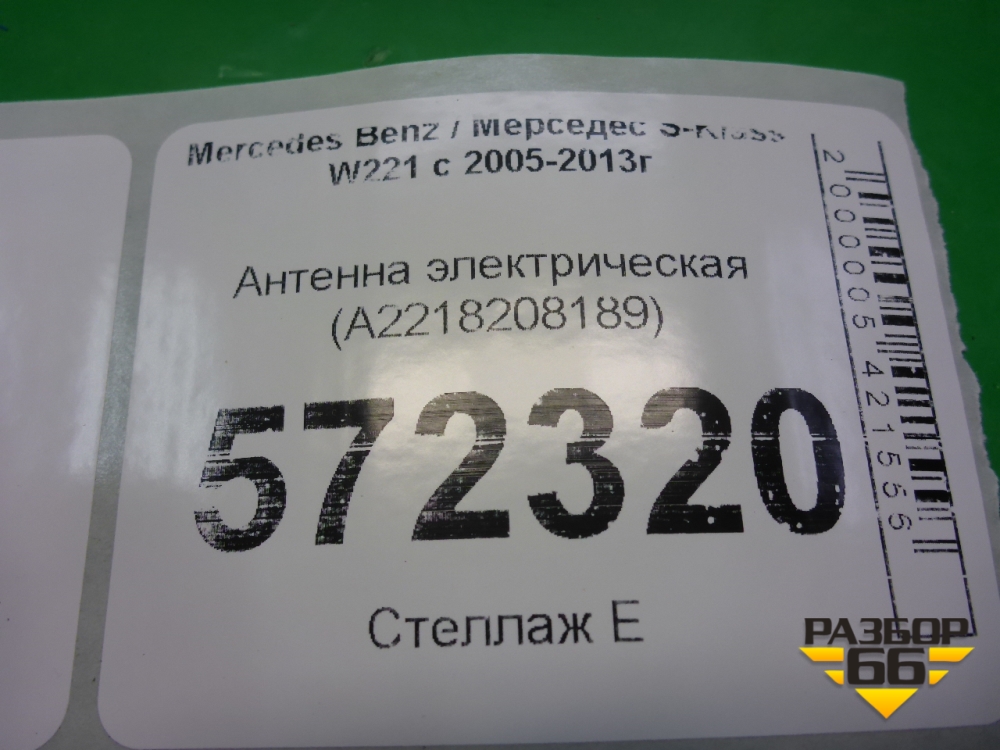 Mercedes Benz / Мерседес S-Klass
W221 с 2005-2013г
Антенна электрическая
(A2218208189)
572320
Стеллаж Е
2000005421556
РАЗБОР
66